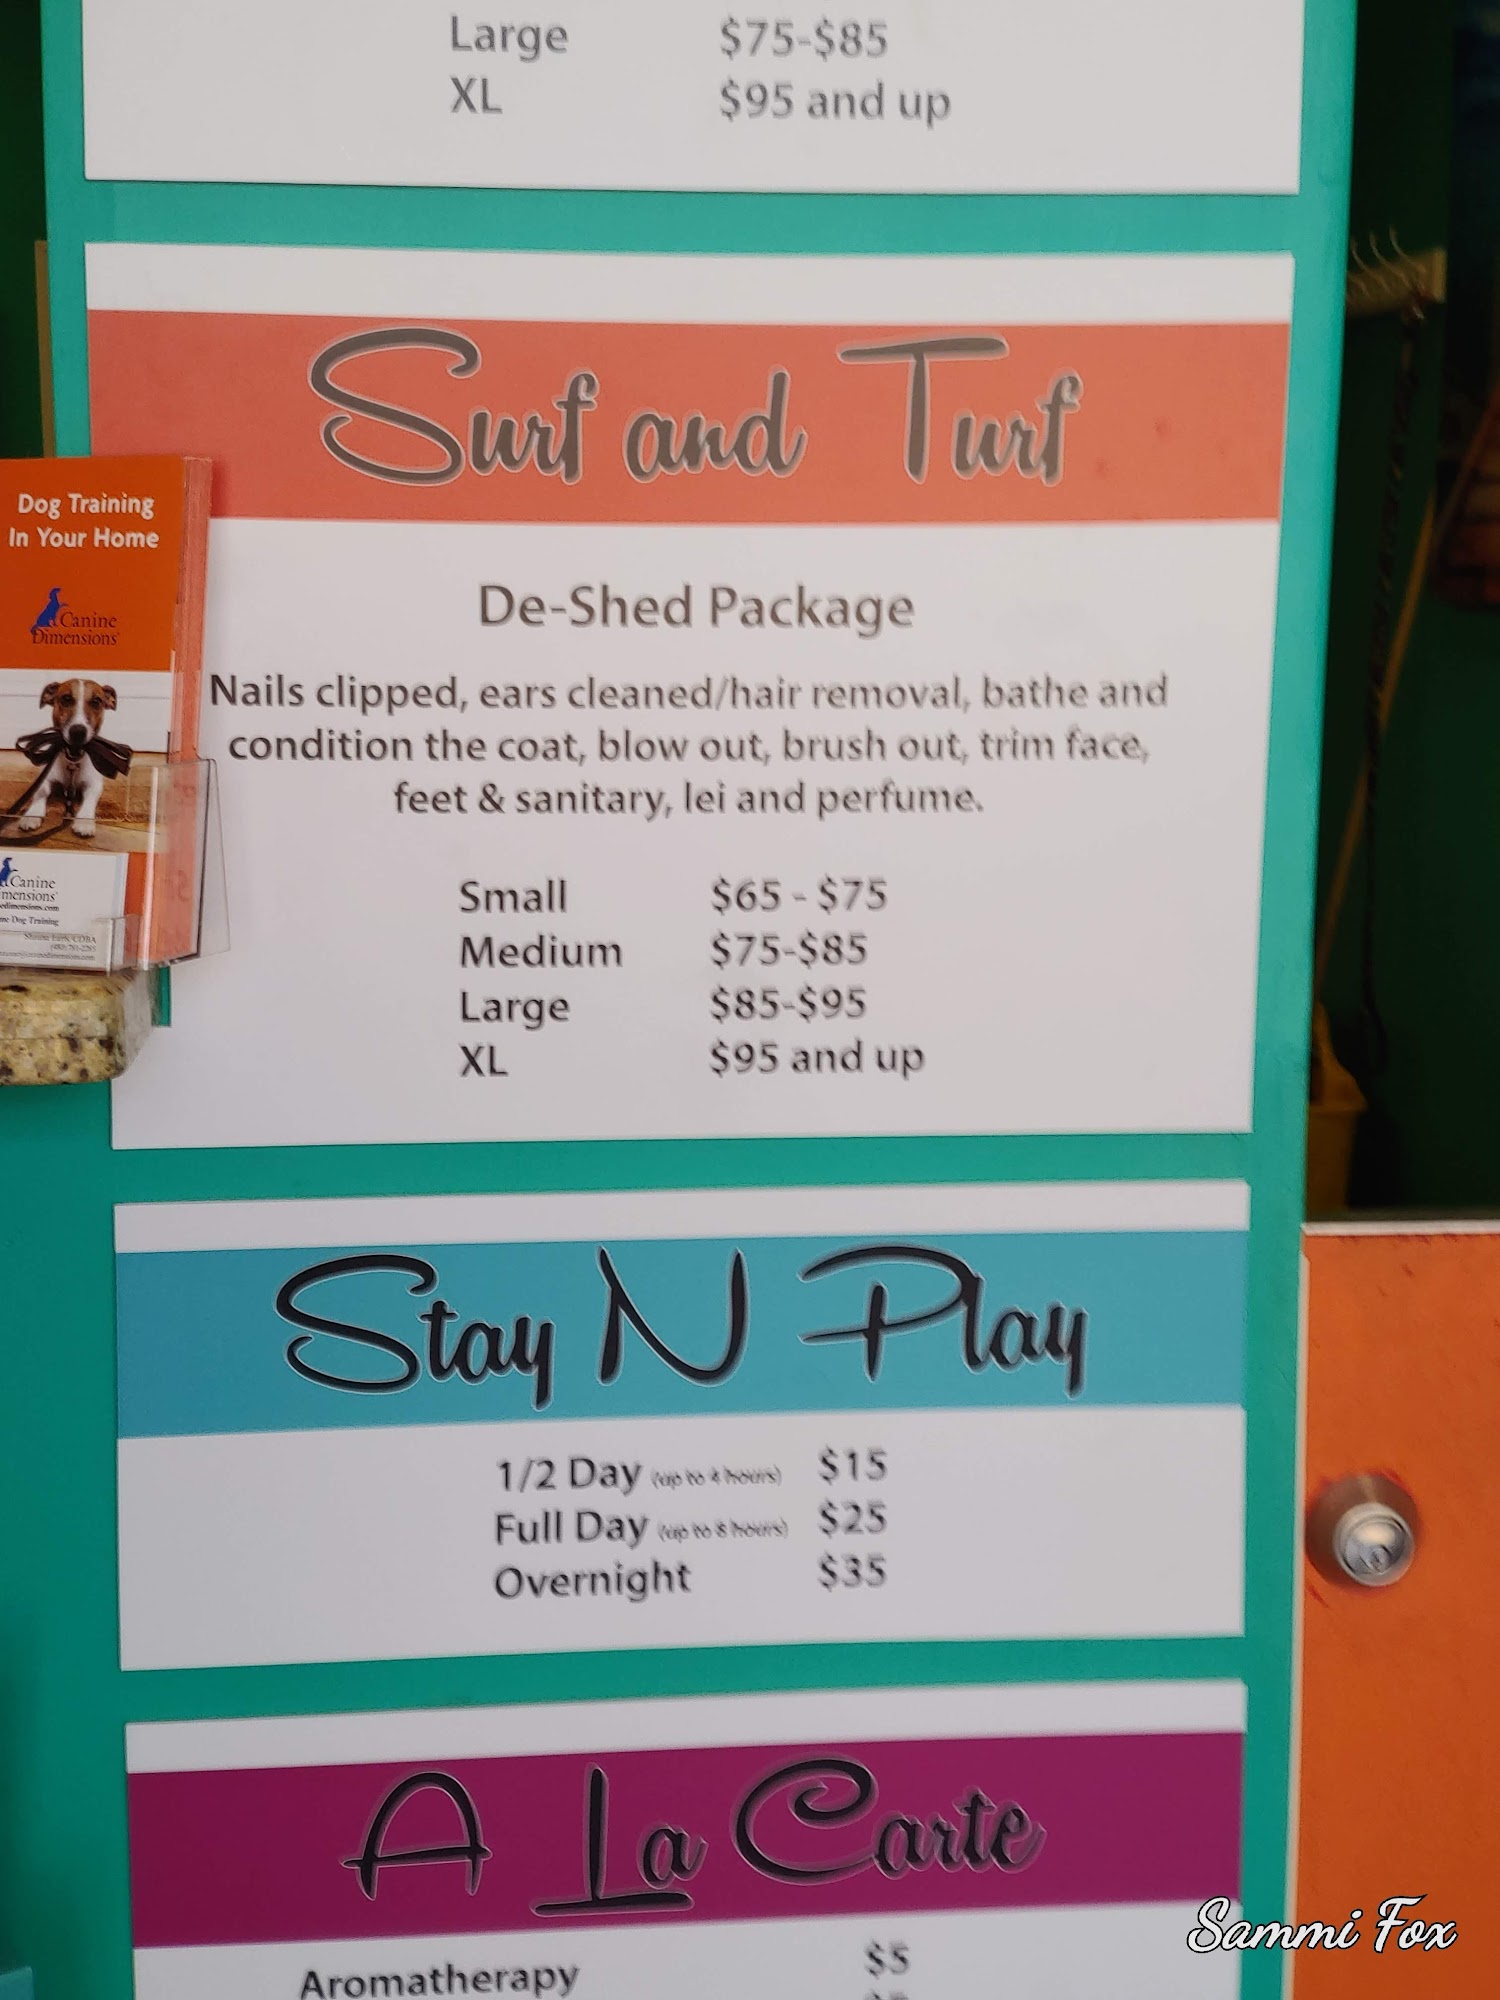 Large $75-$85
XL $95 and up
Surf and Turf
De-Shed Package
Nails clipped, ears cleaned/hair removal, bathe and
condition the coat, blow out, brush out, trim face,
feet & sanitary, lei and perfume.
Small $65 - $75
Medium $75-$85
Large $85-$95
XL $95 and up
Dog Training
In Your Home
Canine
Dimensions
Canine
mensions
Dog Training
Stay N Play
1/2 Day (up to 4 hours) $15
Full Day (up to 8 hours) $25
Overnight $35
A La Carte
Aromatherapy $5
Sammi Fox